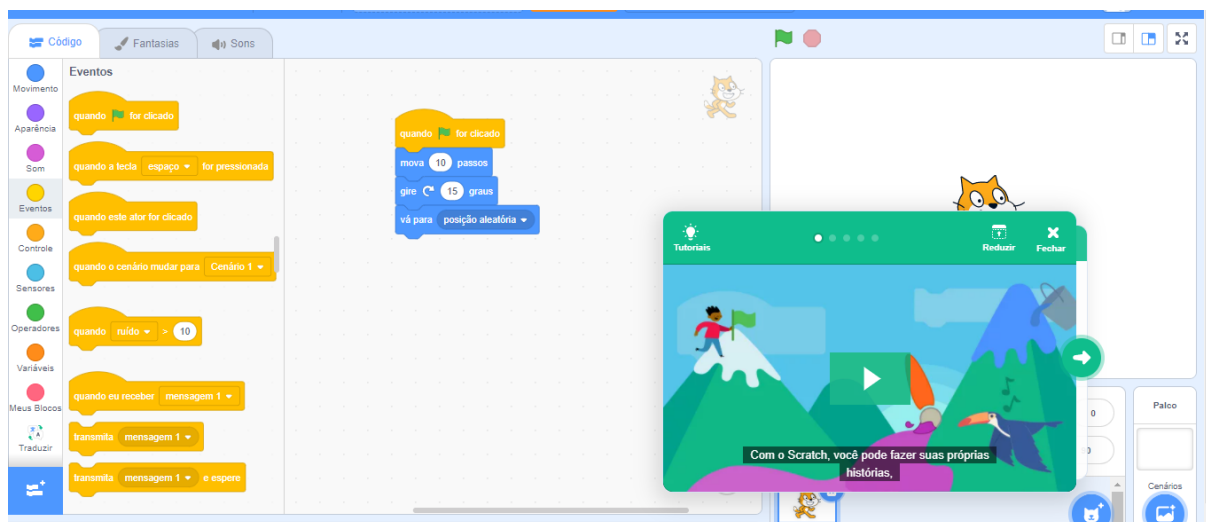 Código
Fantasias
Sons
Movimento
Aparência
Som
Eventos
Controle
Sensores
Operadores
Variáveis
Meus Blocos
Traduzir
Eventos
quando for clicado
quando a tecla espaço for pressionada
quando este ator for clicado
quando o cenário mudar para Cenário 1
quando ruído > 10
quando eu receber mensagem 1
transmita mensagem 1
transmita mensagem 1 e espere
quando for clicado
mova 10 passos
gire 15 graus
vá para posição aleatória
Tutoriais
Reduzir
Fechar
Com o Scratch, você pode fazer suas próprias
histórias,
0
Palco
Cenários